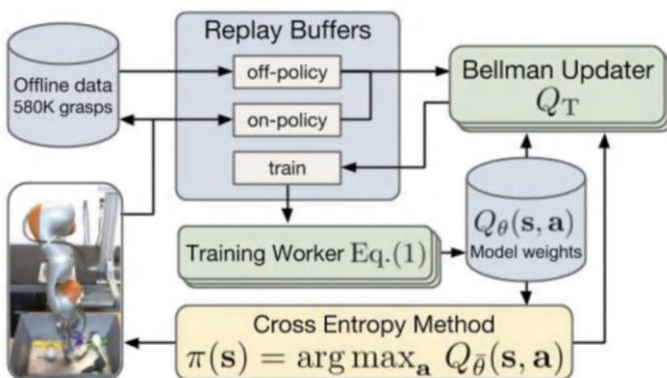 Replay Buffers
Offline data
580K grasps
off-policy
on-policy
train
Bellman Updater
Q_T
Training Worker Eq.(1)
Q_θ(s, a)
Model weights
Cross Entropy Method
π(s) = arg max_a Q_θ̄(s, a)